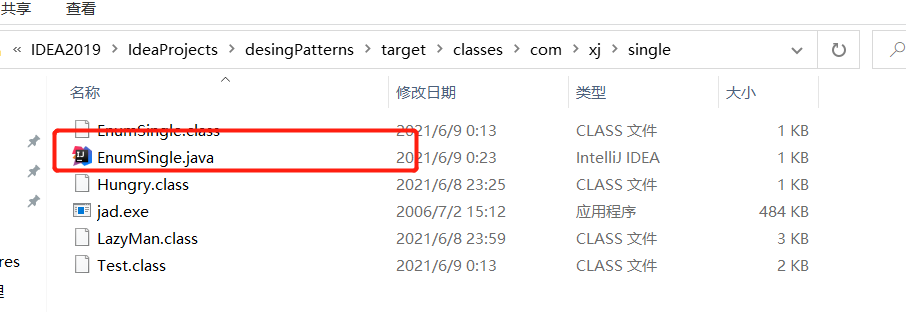 共享 查看
« IDEA2019 > IdeaProjects > desingPatterns > target > classes > com > xj > single
名称 修改日期 类型 大小
EnumSingle.class 2021/6/9 0:13 CLASS 文件 1 KB
EnumSingle.java 2021/6/9 0:23 IntelliJ IDEA 1 KB
Hungry.class 2021/6/8 23:25 CLASS 文件 1 KB
jad.exe 2006/7/2 15:12 应用程序 484 KB
LazyMan.class 2021/6/8 23:59 CLASS 文件 3 KB
Test.class 2021/6/9 0:13 CLASS 文件 2 KB
res